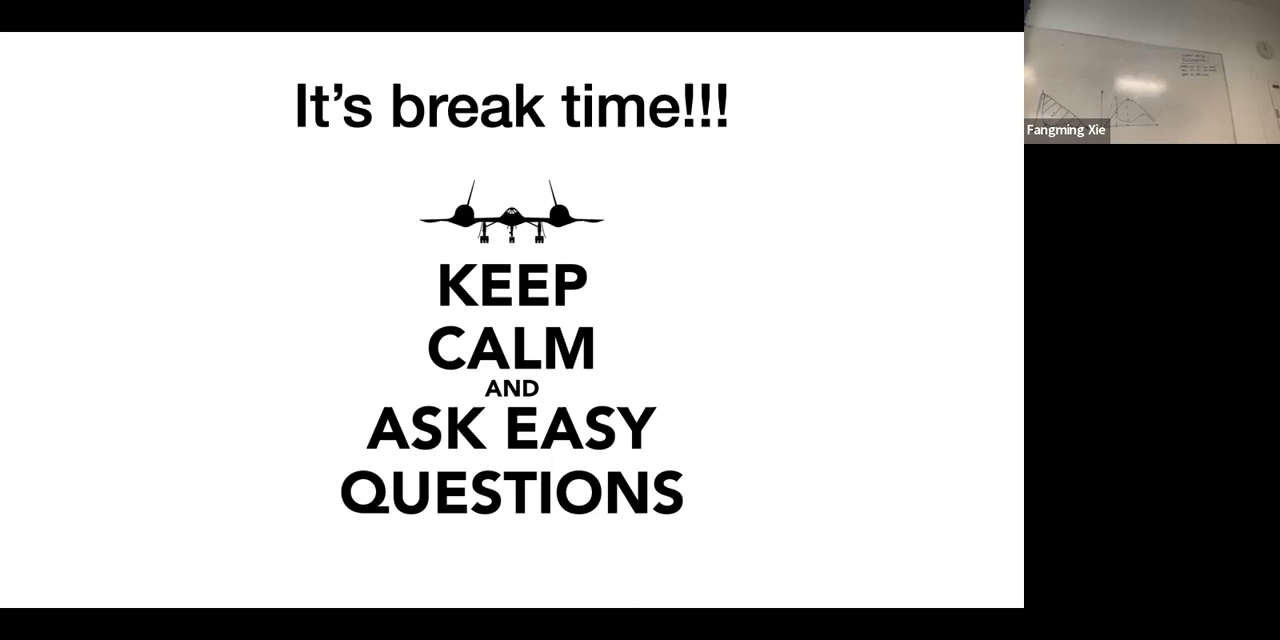 It’s break time!!!
KEEP
CALM
AND
ASK EASY
QUESTIONS
Fangming Xie